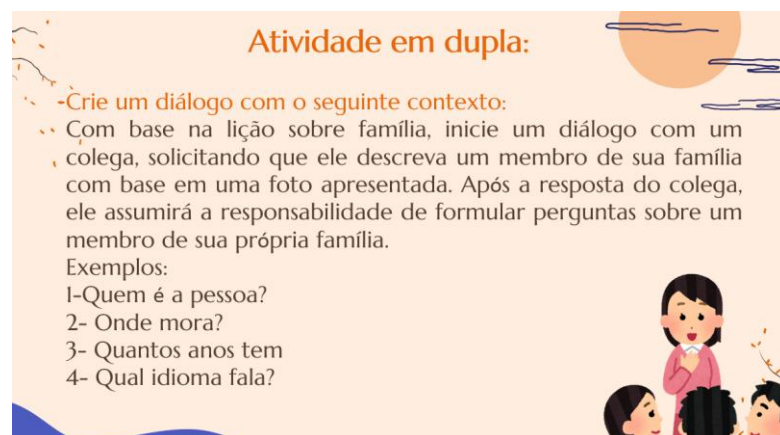 Atividade em dupla:
-Crie um diálogo com o seguinte contexto:
Com base na lição sobre família, inicie um diálogo com um
colega, solicitando que ele descreva um membro de sua família
com base em uma foto apresentada. Após a resposta do colega,
ele assumirá a responsabilidade de formular perguntas sobre um
membro de sua própria família.
Exemplos:
1-Quem é a pessoa?
2- Onde mora?
3- Quantos anos tem
4- Qual idioma fala?